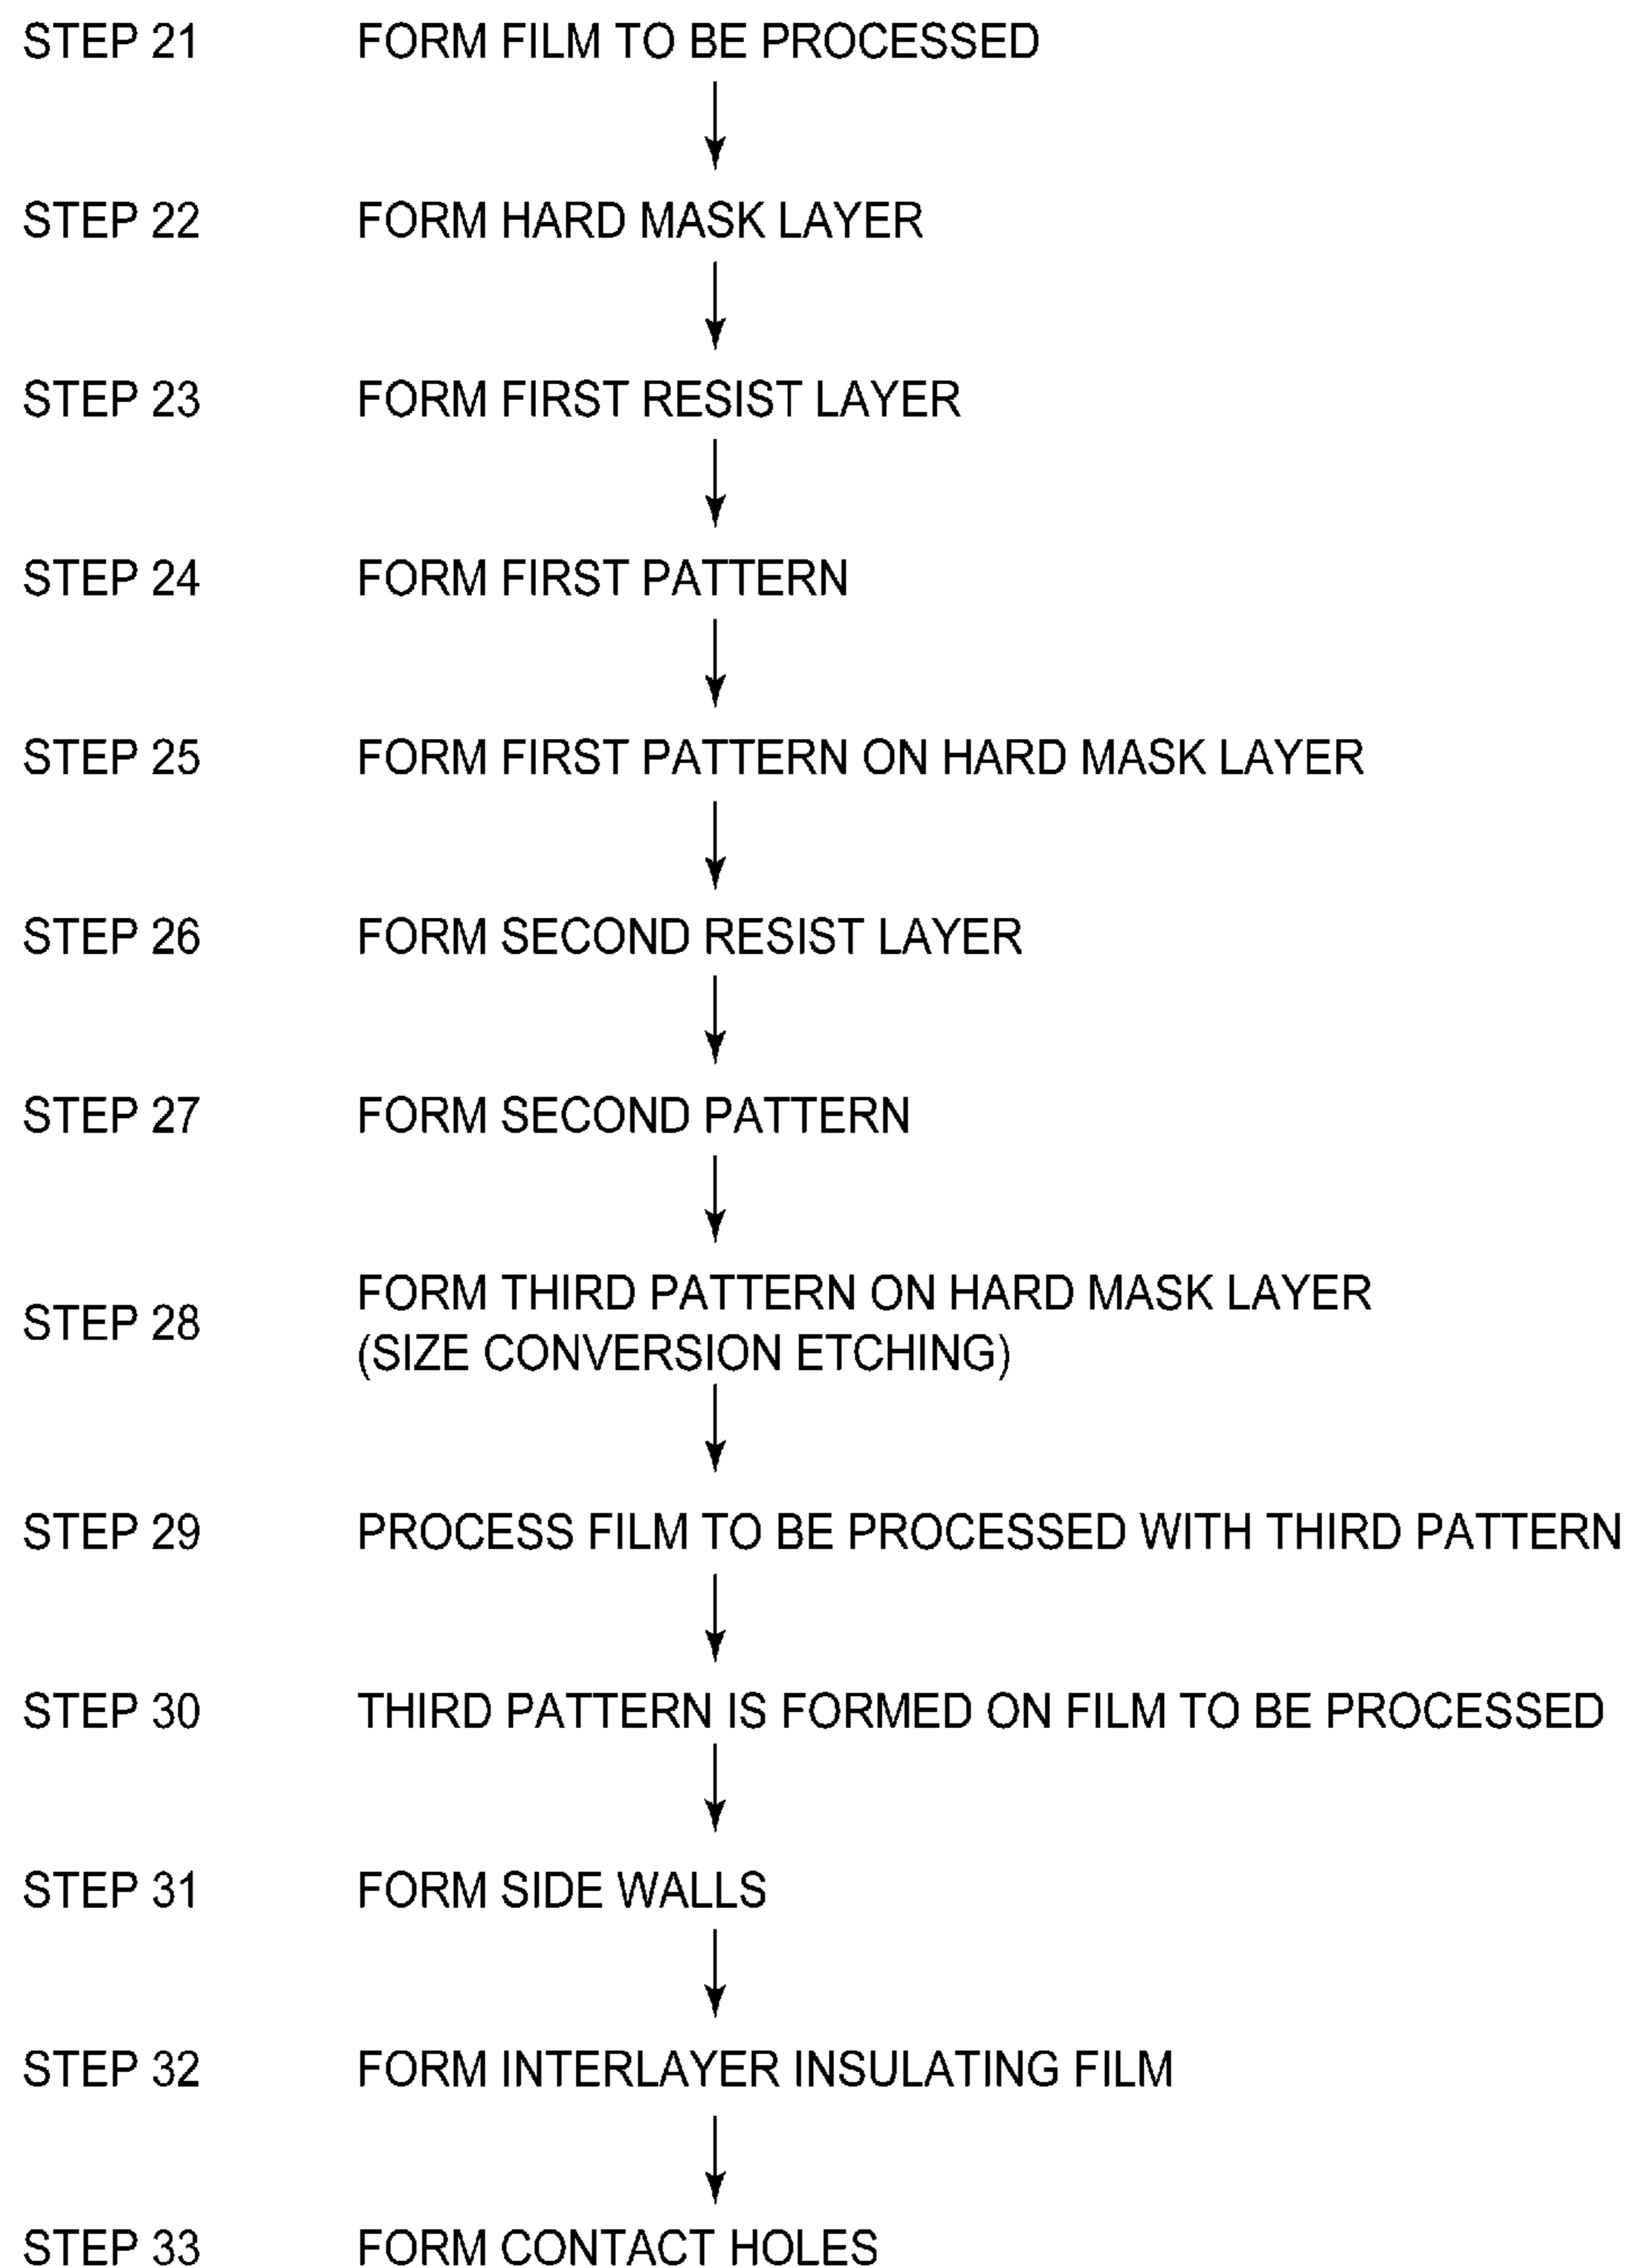 STEP 21 FORM FILM TO BE PROCESSED
STEP 22 FORM HARD MASK LAYER
STEP 23 FORM FIRST RESIST LAYER
STEP 24 FORM FIRST PATTERN
STEP 25 FORM FIRST PATTERN ON HARD MASK LAYER
STEP 26 FORM SECOND RESIST LAYER
STEP 27 FORM SECOND PATTERN
STEP 28 FORM THIRD PATTERN ON HARD MASK LAYER
(SIZE CONVERSION ETCHING)
STEP 29 PROCESS FILM TO BE PROCESSED WITH THIRD PATTERN
STEP 30 THIRD PATTERN IS FORMED ON FILM TO BE PROCESSED
STEP 31 FORM SIDE WALLS
STEP 32 FORM INTERLAYER INSULATING FILM
STEP 33 FORM CONTACT HOLES